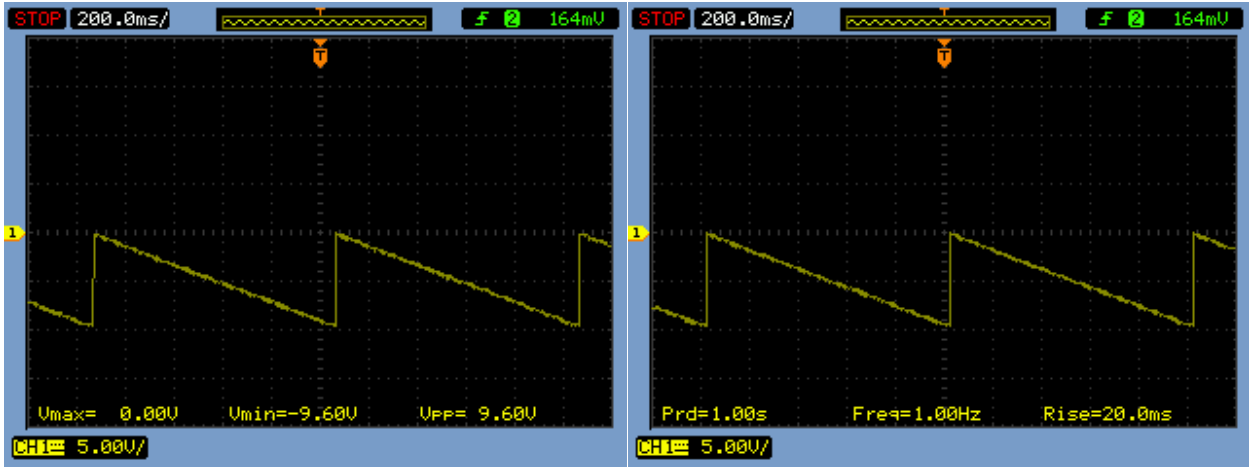 STOP 200.0ms/ T ƒ 2 164mV
T
1
Vmax= 0.00V Vmin=-9.60V Vpp= 9.60V
CH1 5.00V/
STOP 200.0ms/ T ƒ 2 164mV
T
1
Prd=1.00s Freq=1.00Hz Rise=20.0ms
CH1 5.00V/